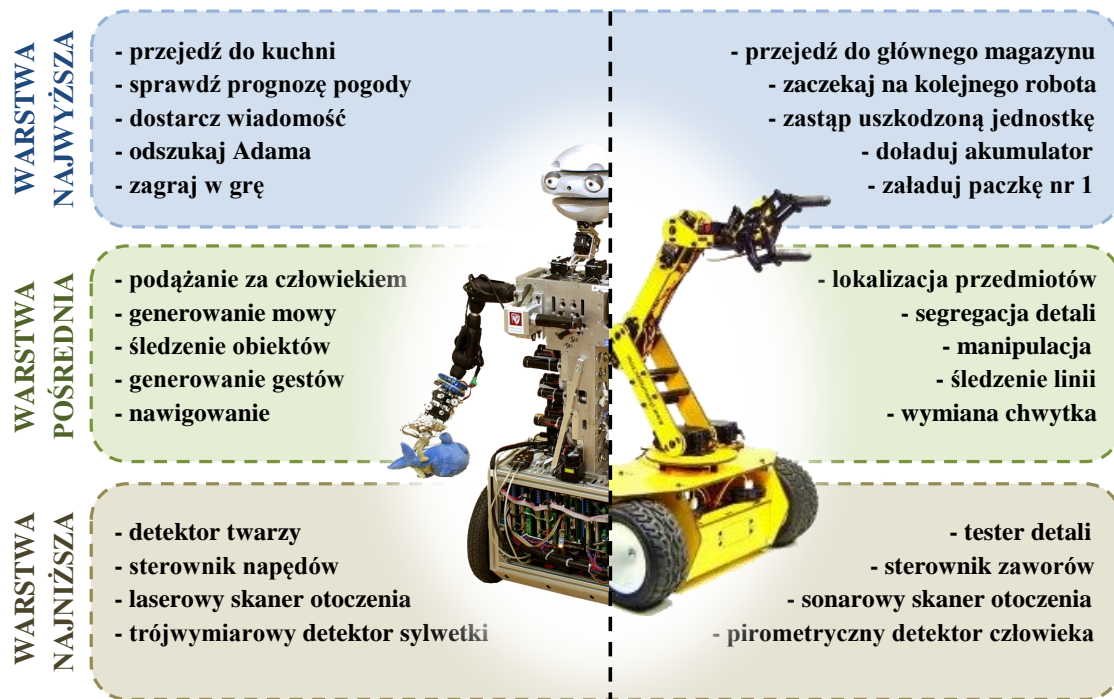 WARSTWA
NAJWYŻSZA
- przejedź do kuchni
- sprawdź prognozę pogody
- dostarcz wiadomość
- odszukaj Adama
- zagraj w grę
- przejedź do głównego magazynu
- zaczekaj na kolejnego robota
- zastąp uszkodzoną jednostkę
- doładuj akumulator
- załaduj paczkę nr 1
WARSTWA
POŚREDNIA
- podążanie za człowiekiem
- generowanie mowy
- śledzenie obiektów
- generowanie gestów
- nawigowanie
- lokalizacja przedmiotów
- segregacja detali
- manipulacja
- śledzenie linii
- wymiana chwytka
WARSTWA
NAJNIŻSZA
- detektor twarzy
- sterownik napędów
- laserowy skaner otoczenia
- trójwymiarowy detektor sylwetki
- tester detali
- sterownik zaworów
- sonarowy skaner otoczenia
- pirometryczny detektor człowieka